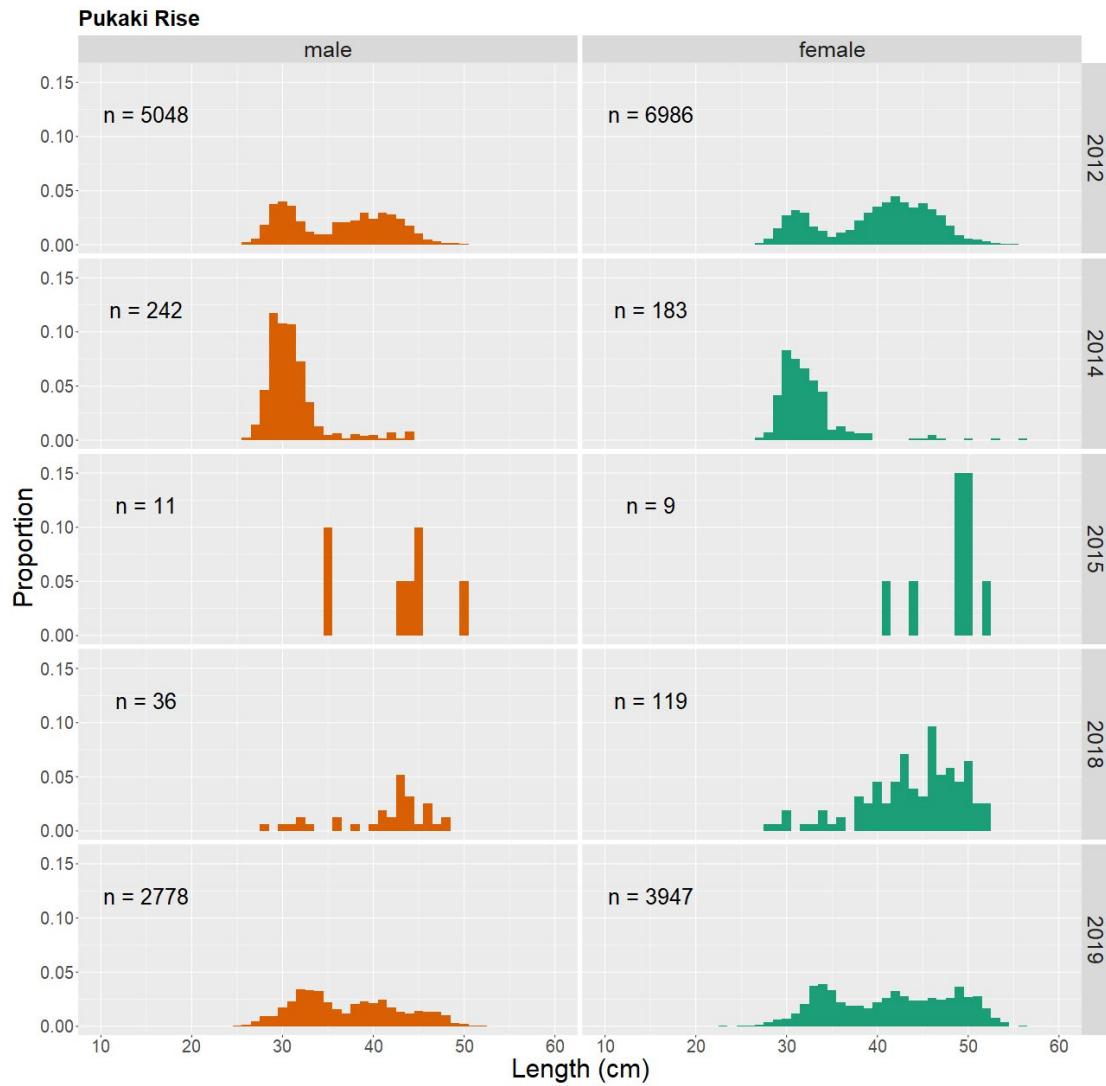 Pukaki Rise
male
female
0.15
n = 5048
n = 6986
0.10
0.05
0.00
2012
0.15
n = 242
n = 183
0.10
0.05
0.00
2014
0.15
n = 11
n = 9
0.10
0.05
0.00
2015
0.15
n = 36
n = 119
0.10
0.05
0.00
2018
0.15
n = 2778
n = 3947
0.10
0.05
0.00
2019
Proportion
10 20 30 40 50 60 10 20 30 40 50 60
Length (cm)